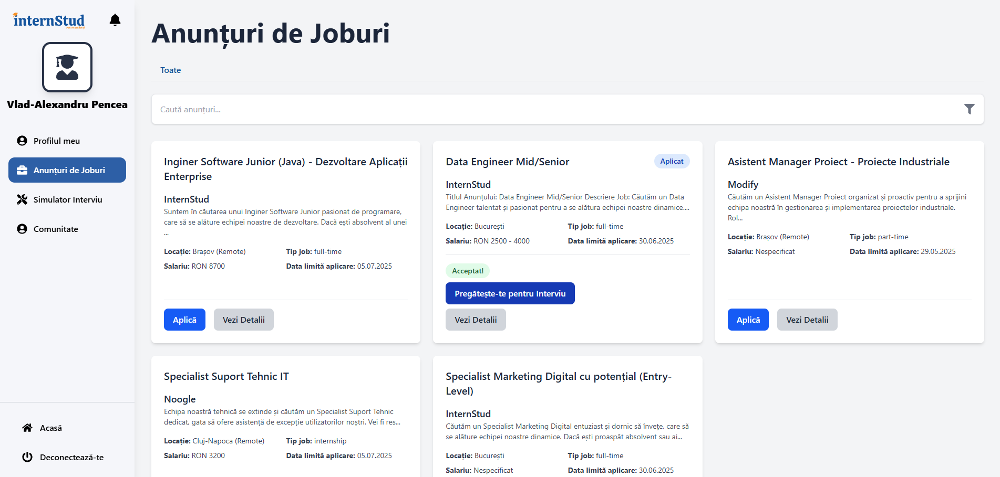 internStud
Pentru studenți
Vlad-Alexandru Pencea
Profilul meu
Anunțuri de Joburi
Simulator Interviu
Comunitate
Acasă
Deconectează-te
Anunțuri de Joburi
Toate
Caută anunțuri...
Inginer Software Junior (Java) - Dezvoltare Aplicații
Enterprise
InternStud
Suntem în căutarea unui Inginer Software Junior pasionat de programare,
care să se alăture echipei noastre de dezvoltare. Dacă ești absolvent al unei
...
Locație: Brașov (Remote)
Tip job: full-time
Salariu: RON 8700
Data limită aplicare: 05.07.2025
Aplică
Vezi Detalii
Data Engineer Mid/Senior
Aplicat
InternStud
Titlul Anunțului: Data Engineer Mid/Senior Descriere Job: Căutăm un Data
Engineer talentat și pasionat pentru a se alătura echipei noastre dinamice....
Locație: București
Tip job: full-time
Salariu: RON 2500 - 4000
Data limită aplicare: 30.06.2025
Acceptat!
Pregătește-te pentru Interviu
Vezi Detalii
Asistent Manager Proiect - Proiecte Industriale
Modify
Căutăm un Asistent Manager Proiect organizat și proactiv pentru a sprijini
echipa noastră în gestionarea și implementarea proiectelor industriale.
Rol...
Locație: Brașov (Remote)
Tip job: part-time
Salariu: Nespecificat
Data limită aplicare: 29.05.2025
Aplică
Vezi Detalii
Specialist Suport Tehnic IT
Noogle
Echipa noastră tehnică se extinde și căutăm un Specialist Suport Tehnic
dedicat, gata să ofere asistență de excepție utilizatorilor noștri. Vei fi res...
Locație: Cluj-Napoca (Remote)
Tip job: internship
Salariu: RON 3200
Data limită aplicare: 05.07.2025
Specialist Marketing Digital cu potențial (Entry-
Level)
InternStud
Căutăm un Specialist Marketing Digital entuziast și dornic să învețe, care să
se alăture echipei noastre dinamice. Dacă ești proaspăt absolvent sau ai...
Locație: București
Tip job: full-time
Salariu: Nespecificat
Data limită aplicare: 30.06.2025